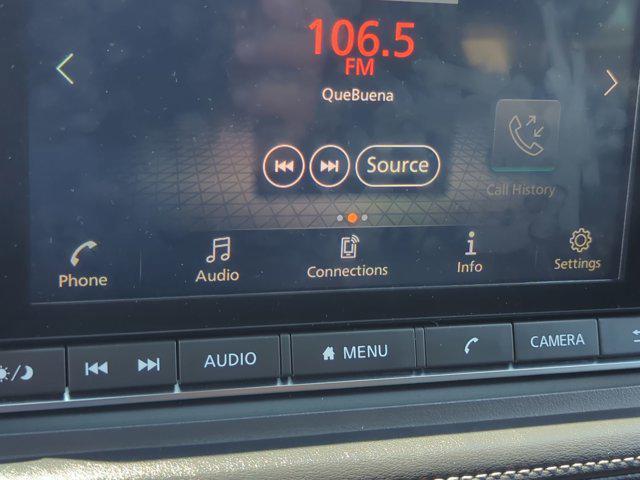 106.5
FM
QueBuena
Source
Call History
Phone
Audio
Connections
Info
Settings
AUDIO
MENU
CAMERA